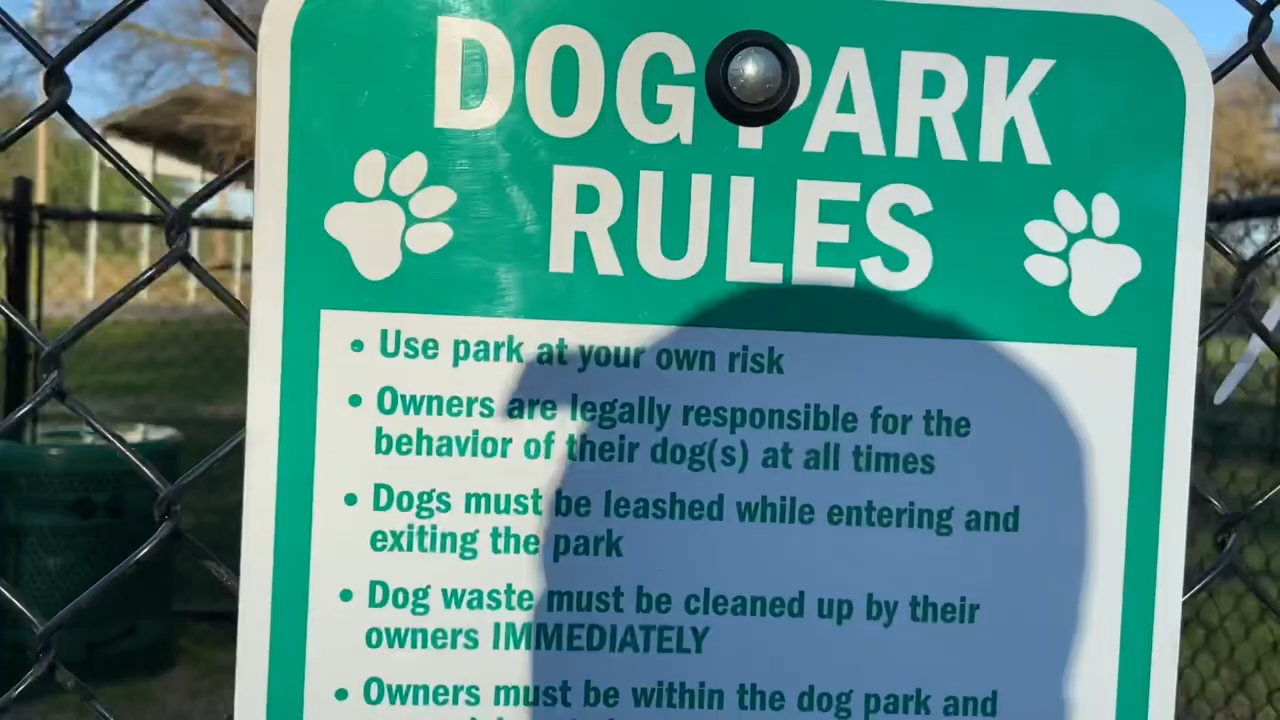 DOG PARK
RULES
• Use park at your own risk
• Owners are legally responsible for the
behavior of their dog(s) at all times
• Dogs must be leashed while entering and
exiting the park
• Dog waste must be cleaned up by their
owners IMMEDIATELY
• Owners must be within the dog park and